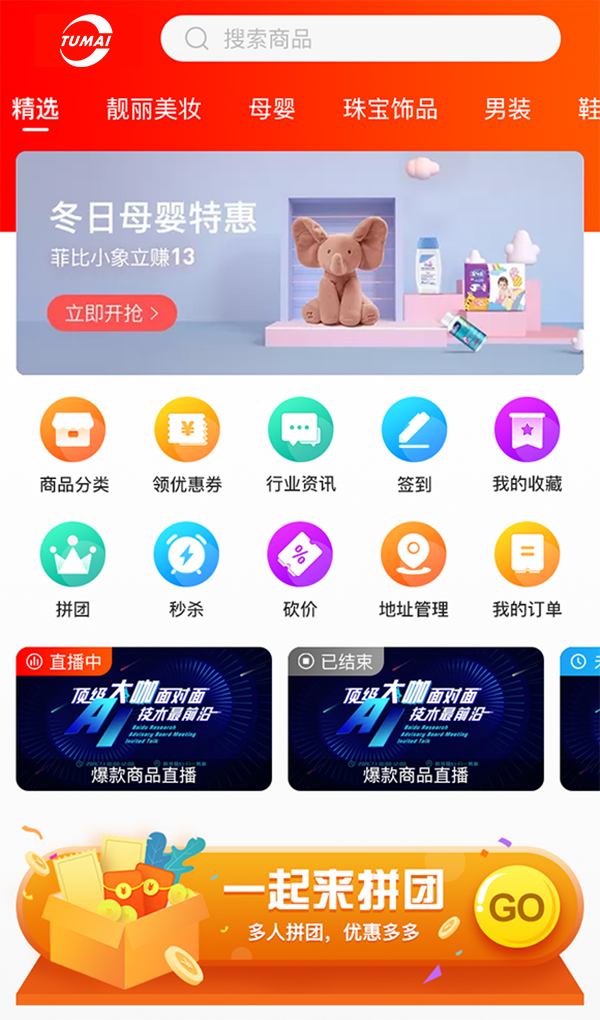 TUMAI
搜索商品
精选 靓丽美妆 母婴 珠宝饰品 男装 鞋
冬日母婴特惠
菲比小象立赚13
立即开抢
商品分类 领优惠券 行业资讯 签到 我的收藏
拼团 秒杀 砍价 地址管理 我的订单
直播中 已结束
顶级大咖面对面
AI 技术最前沿
Baidu Research
Advisory Board Meeting
Invited Talk
爆款商品直播
顶级大咖面对面
AI 技术最前沿
Baidu Research
Advisory Board Meeting
Invited Talk
爆款商品直播
一起来拼团
多人拼团，优惠多多
GO